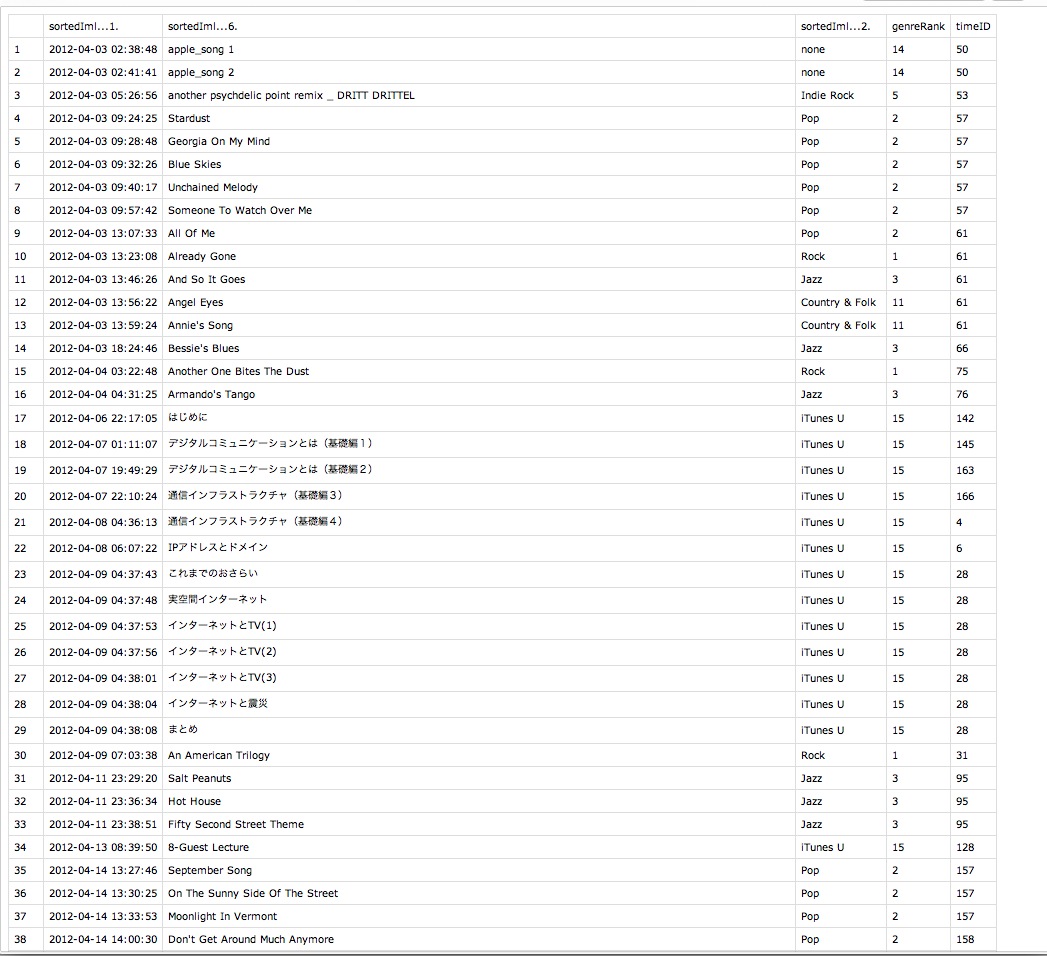 sortedIml...1. sortedIml...6. sortedIml...2. genreRank timeID
1 2012-04-03 02:38:48 apple_song 1 none 14 50
2 2012-04-03 02:41:41 apple_song 2 none 14 50
3 2012-04-03 05:26:56 another psychdelic point remix _ DRITT DRITTEL Indie Rock 5 53
4 2012-04-03 09:24:25 Stardust Pop 2 57
5 2012-04-03 09:28:48 Georgia On My Mind Pop 2 57
6 2012-04-03 09:32:26 Blue Skies Pop 2 57
7 2012-04-03 09:40:17 Unchained Melody Pop 2 57
8 2012-04-03 09:57:42 Someone To Watch Over Me Pop 2 57
9 2012-04-03 13:07:33 All Of Me Pop 2 61
10 2012-04-03 13:23:08 Already Gone Rock 1 61
11 2012-04-03 13:46:26 And So It Goes Jazz 3 61
12 2012-04-03 13:56:22 Angel Eyes Country & Folk 11 61
13 2012-04-03 13:59:24 Annie's Song Country & Folk 11 61
14 2012-04-03 18:24:46 Bessie's Blues Jazz 3 66
15 2012-04-04 03:22:48 Another One Bites The Dust Rock 1 75
16 2012-04-04 04:31:25 Armando's Tango Jazz 3 76
17 2012-04-06 22:17:05 はじめに iTunes U 15 142
18 2012-04-07 01:11:07 デジタルコミュニケーションとは（基礎編１） iTunes U 15 145
19 2012-04-07 19:49:29 デジタルコミュニケーションとは（基礎編２） iTunes U 15 163
20 2012-04-07 22:10:24 通信インフラストラクチャ（基礎編３） iTunes U 15 166
21 2012-04-08 04:36:13 通信インフラストラクチャ（基礎編４） iTunes U 15 4
22 2012-04-08 06:07:22 IPアドレスとドメイン iTunes U 15 6
23 2012-04-09 04:37:43 これまでのおさらい iTunes U 15 28
24 2012-04-09 04:37:48 実空間インターネット iTunes U 15 28
25 2012-04-09 04:37:53 インターネットとTV(1) iTunes U 15 28
26 2012-04-09 04:37:56 インターネットとTV(2) iTunes U 15 28
27 2012-04-09 04:38:01 インターネットとTV(3) iTunes U 15 28
28 2012-04-09 04:38:04 インターネットと震災 iTunes U 15 28
29 2012-04-09 04:38:08 まとめ iTunes U 15 28
30 2012-04-09 07:03:38 An American Trilogy Rock 1 31
31 2012-04-11 23:29:20 Salt Peanuts Jazz 3 95
32 2012-04-11 23:36:34 Hot House Jazz 3 95
33 2012-04-11 23:38:51 Fifty Second Street Theme Jazz 3 95
34 2012-04-13 08:39:50 8-Guest Lecture iTunes U 15 128
35 2012-04-14 13:27:46 September Song Pop 2 157
36 2012-04-14 13:30:25 On The Sunny Side Of The Street Pop 2 157
37 2012-04-14 13:33:53 Moonlight In Vermont Pop 2 157
38 2012-04-14 14:00:30 Don't Get Around Much Anymore Pop 2 158